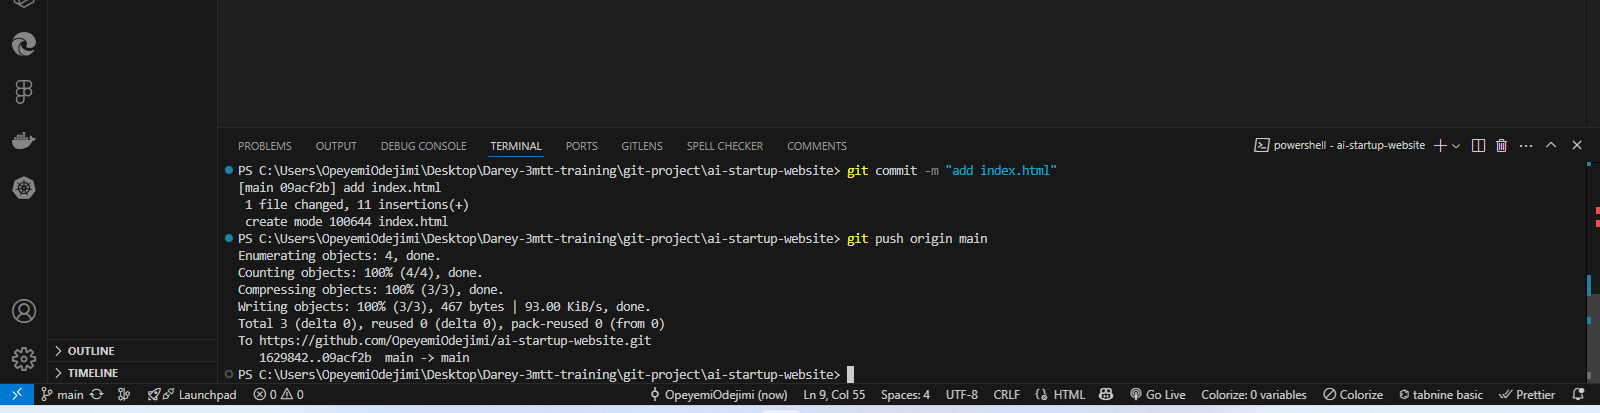 PROBLEMS OUTPUT DEBUG CONSOLE TERMINAL PORTS GITLENS SPELL CHECKER COMMENTS powershell - ai-startup-website
PS C:\Users\OpeyemiOdejimi\Desktop\Darey-3mtt-training\git-project\ai-startup-website> git commit -m "add index.html"
[main 09acf2b] add index.html
 1 file changed, 11 insertions(+)
 create mode 100644 index.html
PS C:\Users\OpeyemiOdejimi\Desktop\Darey-3mtt-training\git-project\ai-startup-website> git push origin main
Enumerating objects: 4, done.
Counting objects: 100% (4/4), done.
Compressing objects: 100% (3/3), done.
Writing objects: 100% (3/3), 467 bytes | 93.00 KiB/s, done.
Total 3 (delta 0), reused 0 (delta 0), pack-reused 0 (from 0)
To https://github.com/OpeyemiOdejimi/ai-startup-website.git
   1629842..09acf2b  main -> main
PS C:\Users\OpeyemiOdejimi\Desktop\Darey-3mtt-training\git-project\ai-startup-website>
OUTLINE
TIMELINE
main Launchpad 0 0 OpeyemiOdejimi (now) Ln 9, Col 55 Spaces: 4 UTF-8 CRLF HTML Go Live Colorize: 0 variables Colorize tabnine basic Prettier